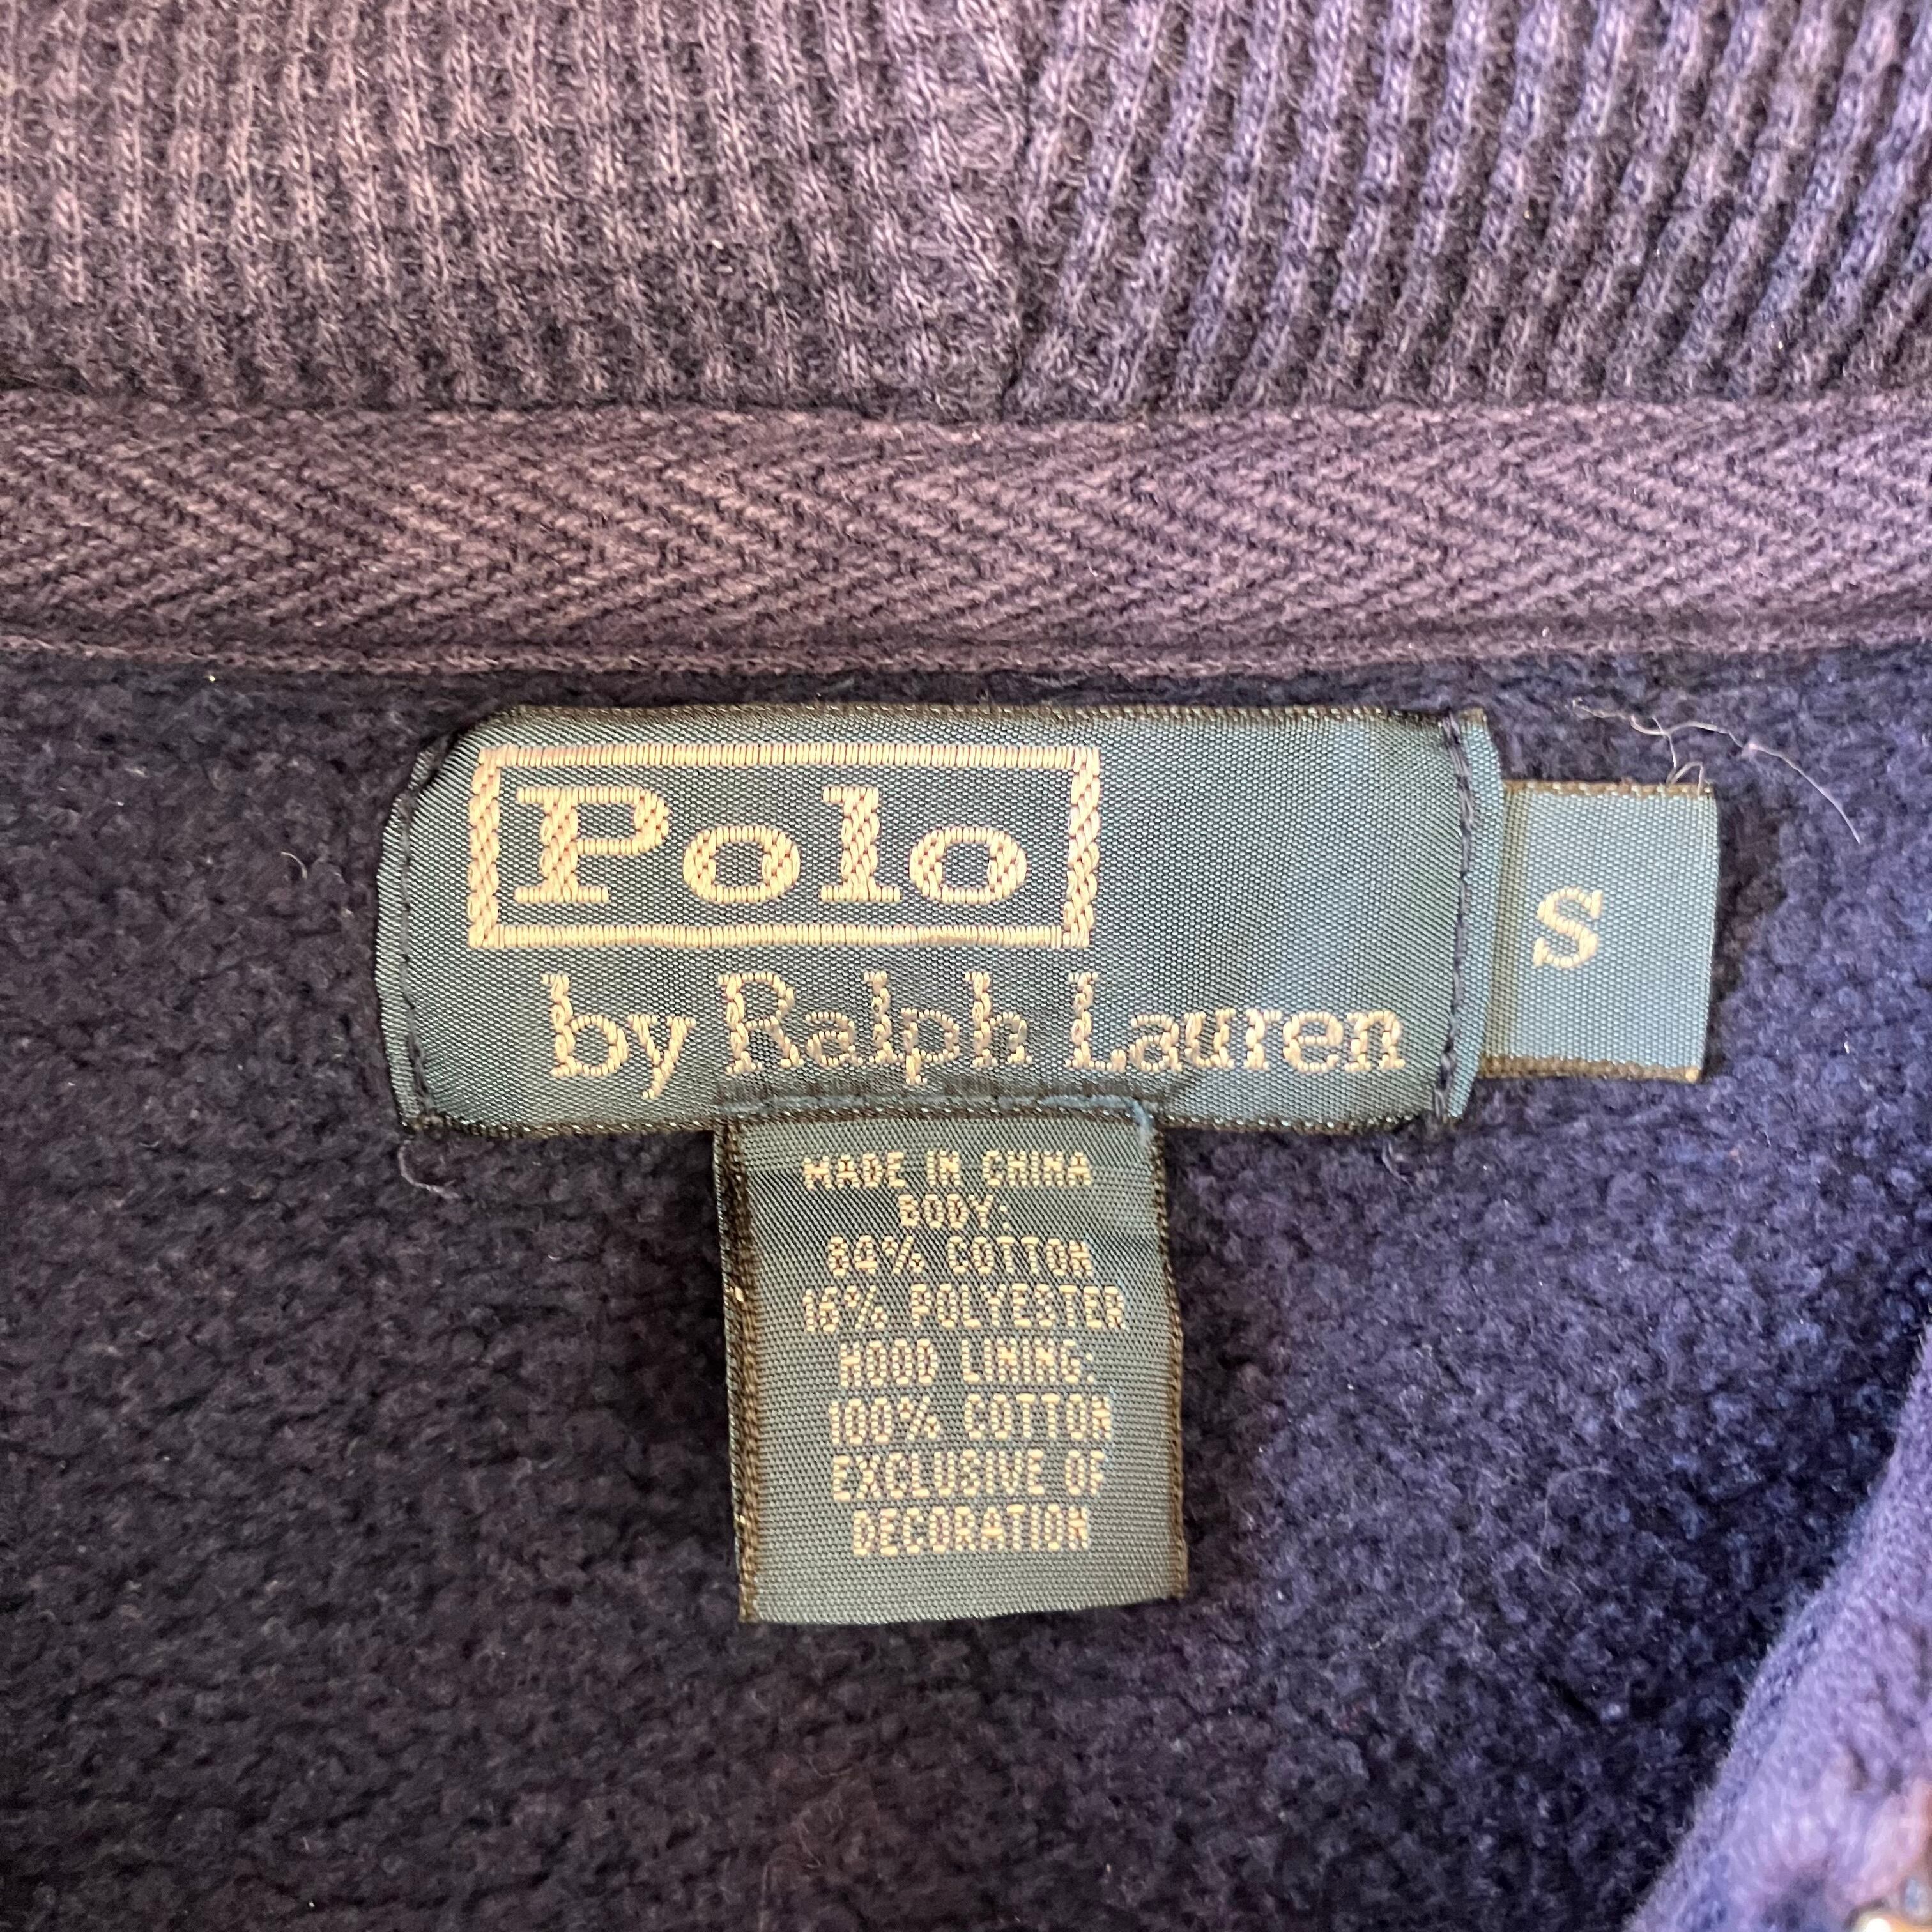 Polo
by Ralph Lauren
S
MADE IN CHINA
BODY:
84% COTTON
16% POLYESTER
HOOD LINING:
100% COTTON
EXCLUSIVE OF
DECORATION